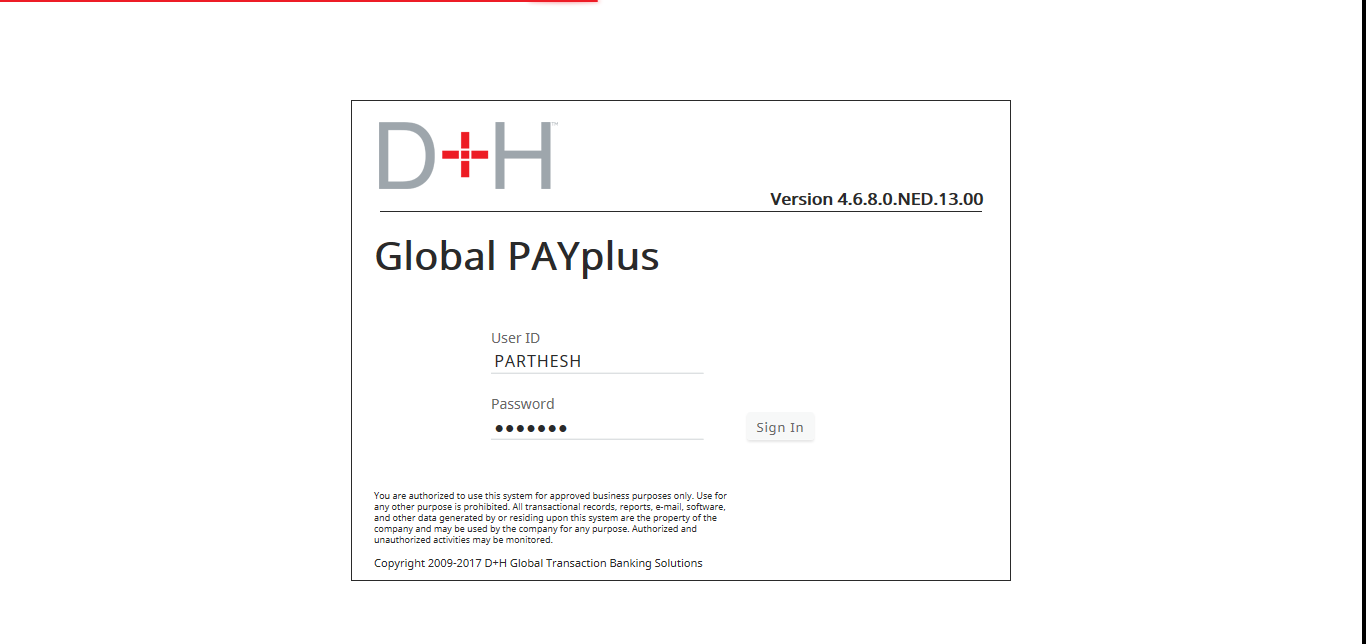 D+H™
Version 4.6.8.0.NED.13.00
Global PAYplus
User ID
PARTHESH
Password
•••••••
Sign In
You are authorized to use this system for approved business purposes only. Use for
any other purpose is prohibited. All transactional records, reports, e-mail, software,
and other data generated by or residing upon this system are the property of the
company and may be used by the company for any purpose. Authorized and
unauthorized activities may be monitored.
Copyright 2009-2017 D+H Global Transaction Banking Solutions